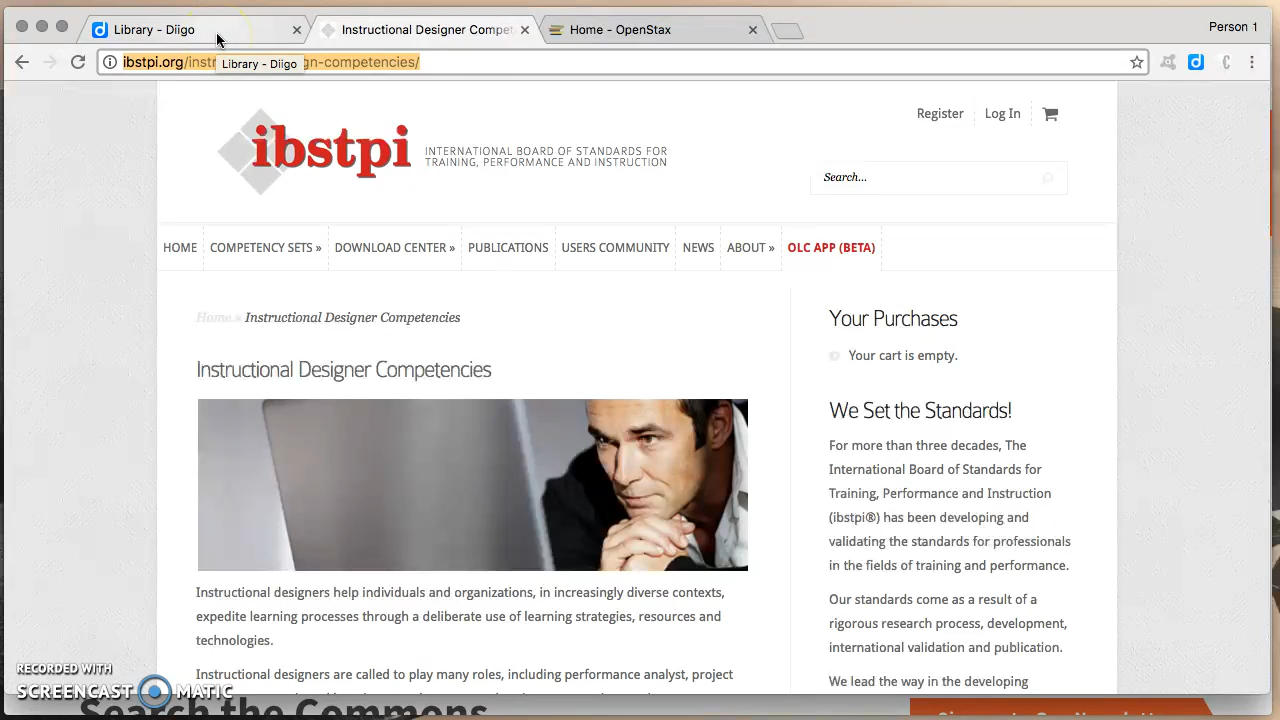 Library - Diigo
Instructional Designer Compet
Home - OpenStax
Person 1
ibstpi.org/instr
gn-competencies/
Library - Diigo
Register
Log In
ibstpi
INTERNATIONAL BOARD OF STANDARDS FOR
TRAINING, PERFORMANCE AND INSTRUCTION
Search...
HOME
COMPETENCY SETS »
DOWNLOAD CENTER »
PUBLICATIONS
USERS COMMUNITY
NEWS
ABOUT »
OLC APP (BETA)
Home » Instructional Designer Competencies
Instructional Designer Competencies
Instructional designers help individuals and organizations, in increasingly diverse contexts,
expedite learning processes through a deliberate use of learning strategies, resources and
technologies.
Instructional designers are called to play many roles, including performance analyst, project
Your Purchases
Your cart is empty.
We Set the Standards!
For more than three decades, The
International Board of Standards for
Training, Performance and Instruction
(ibstpi®) has been developing and
validating the standards for professionals
in the fields of training and performance.
Our standards come as a result of a
rigorous research process, development,
international validation and publication.
We lead the way in the developing
RECORDED WITH
SCREENCAST MATIC
Search the Commons